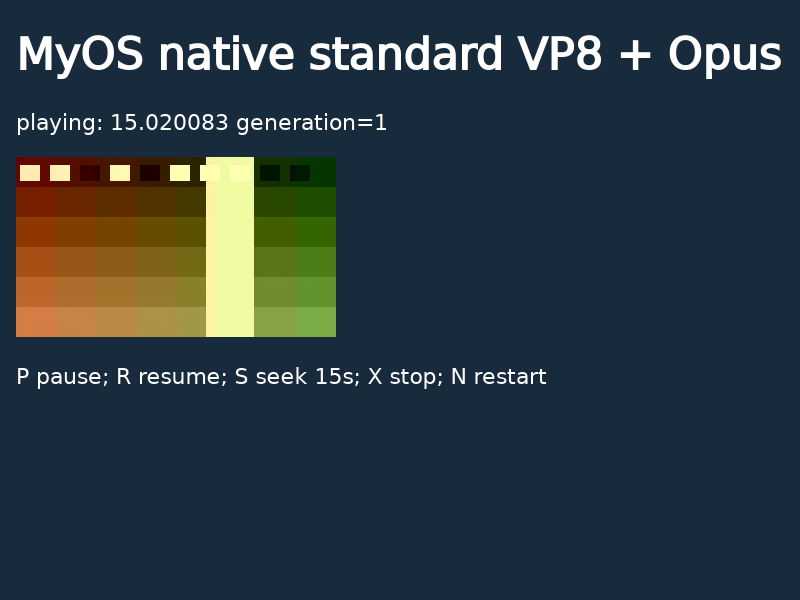 MyOS native standard VP8 + Opus
playing: 15.020083 generation=1
P pause; R resume; S seek 15s; X stop; N restart